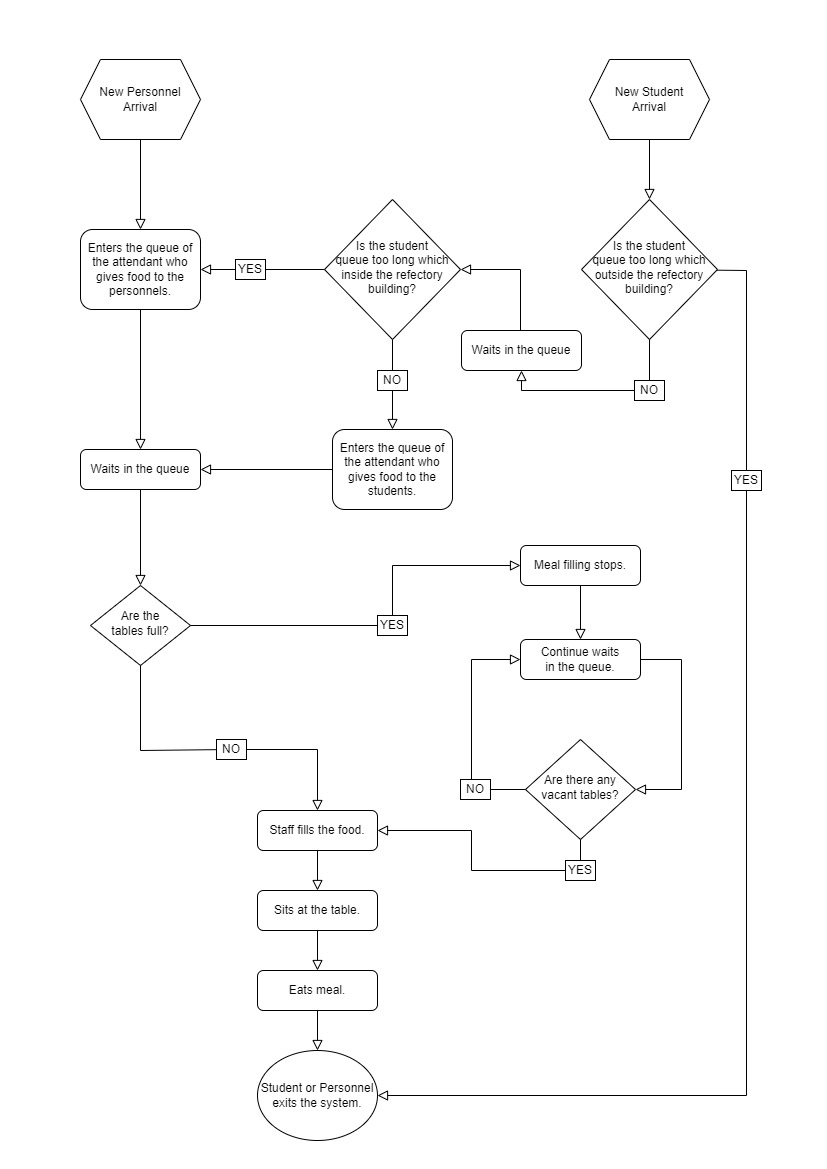 New Personnel
Arrival
New Student
Arrival
Enters the queue of
the attendant who
gives food to the
personnels.
YES
Is the student
queue too long which
inside the refectory
building?
Is the student
queue too long which
outside the refectory
building?
Waits in the queue
NO
NO
Enters the queue of
the attendant who
gives food to the
students.
Waits in the queue
YES
Meal filling stops.
Are the
tables full?
YES
Continue waits
in the queue.
NO
Are there any
vacant tables?
NO
Staff fills the food.
YES
Sits at the table.
Eats meal.
Student or Personnel
exits the system.